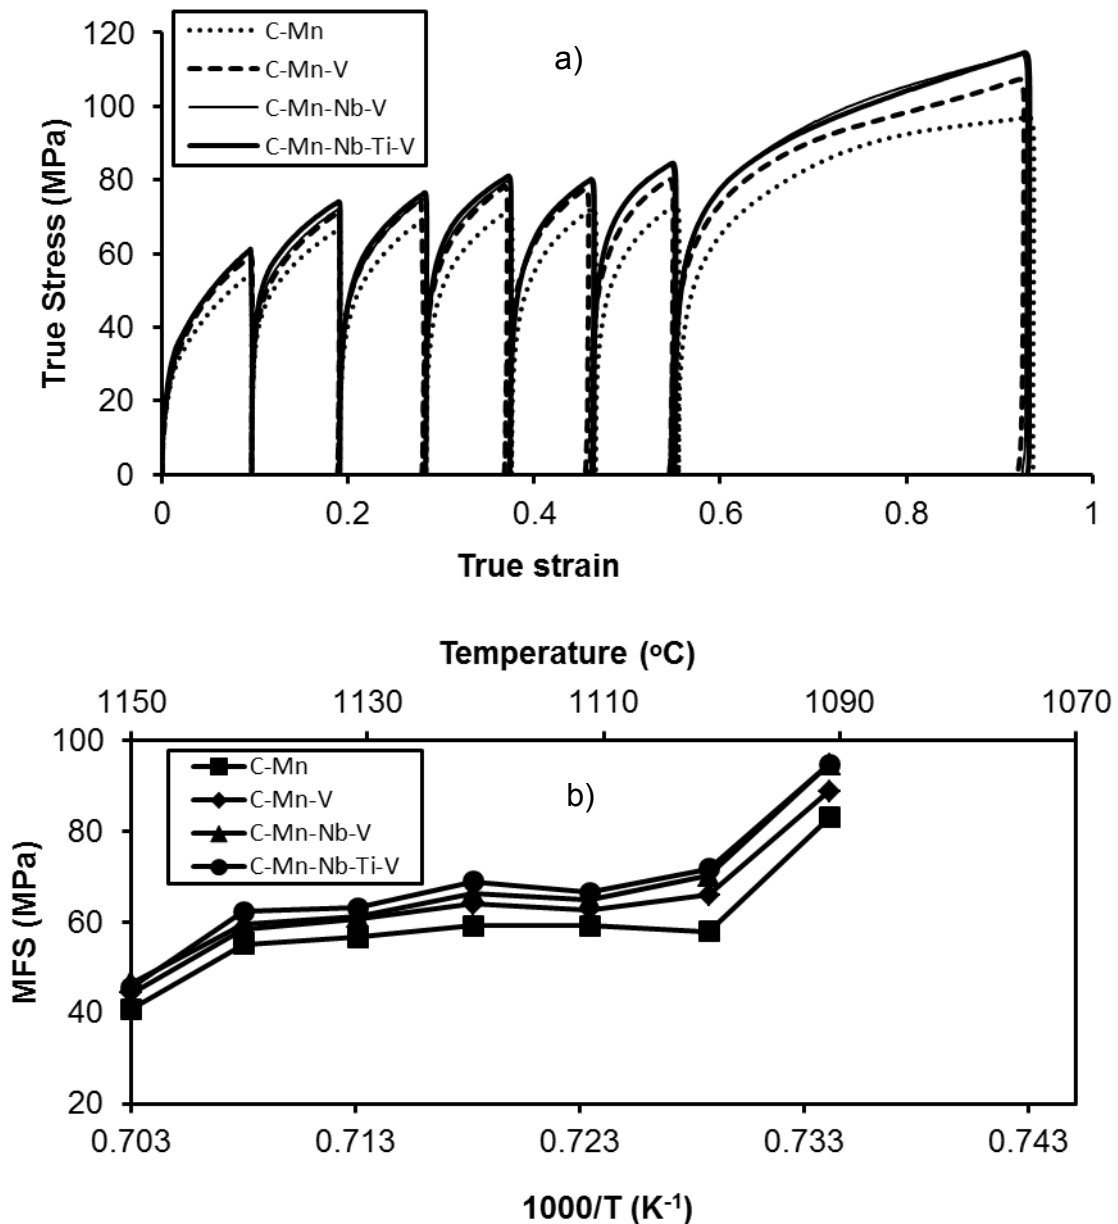 a)
C-Mn
C-Mn-V
C-Mn-Nb-V
C-Mn-Nb-Ti-V
True Stress (MPa)
120
100
80
60
40
20
0
0 0.2 0.4 0.6 0.8 1
True strain
Temperature (ºC)
1150 1130 1110 1090 1070
b)
C-Mn
C-Mn-V
C-Mn-Nb-V
C-Mn-Nb-Ti-V
MFS (MPa)
100
80
60
40
20
0.703 0.713 0.723 0.733 0.743
1000/T (K⁻¹)